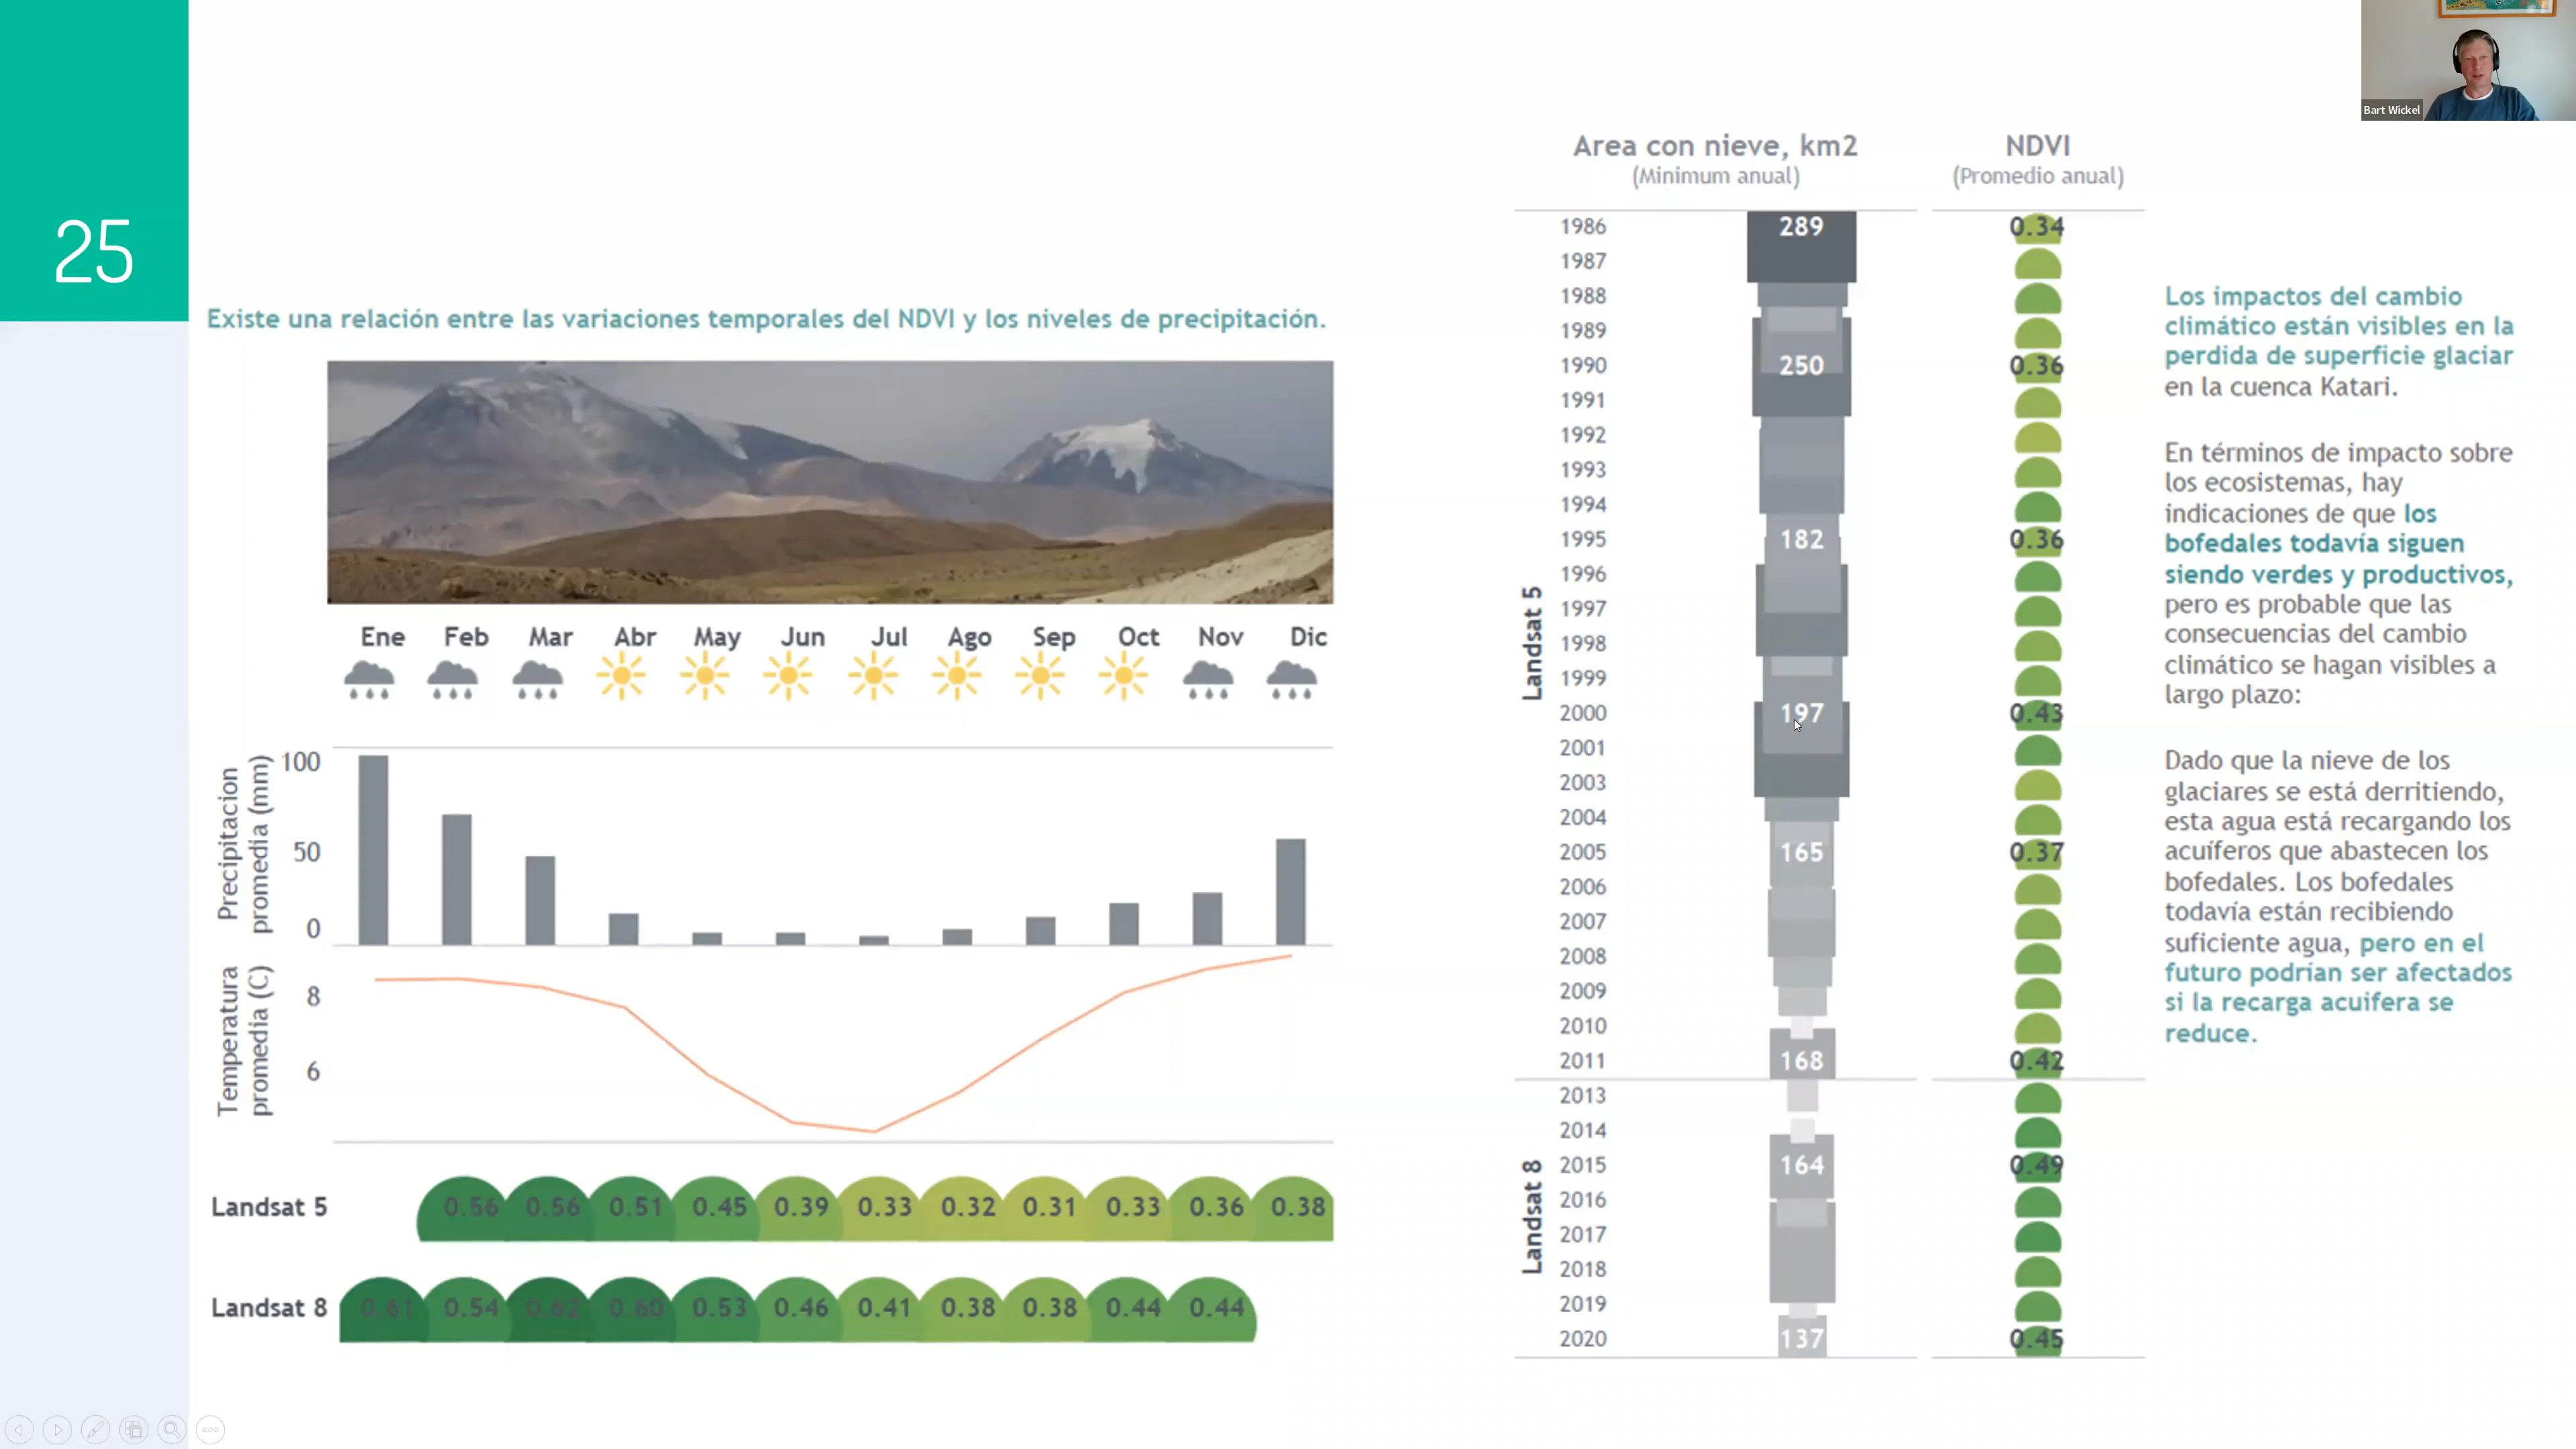 Bart Wickel
25
Existe una relación entre las variaciones temporales del NDVI y los niveles de precipitación.
Ene Feb Mar Abr May Jun Jul Ago Sep Oct Nov Dic
Precipitacion
promedia (mm)
100
50
0
Temperatura
promedia (C)
8
6
Landsat 5 0.56 0.56 0.51 0.45 0.39 0.33 0.32 0.31 0.33 0.36 0.38
Landsat 8 0.61 0.54 0.62 0.60 0.53 0.46 0.41 0.38 0.38 0.44 0.44
Area con nieve, km2 NDVI
(Minimum anual) (Promedio anual)
Landsat 5
1986 289 0.34
1987
1988
1989
1990 250 0.36
1991
1992
1993
1994
1995 182 0.36
1996
1997
1998
1999
2000 197 0.43
2001
2003
2004
2005 165 0.37
2006
2007
2008
2009
2010
2011 168 0.42
Landsat 8
2013
2014
2015 164 0.49
2016
2017
2018
2019
2020 137 0.45
Los impactos del cambio
climático están visibles en la
perdida de superficie glaciar
en la cuenca Katari.
En términos de impacto sobre
los ecosistemas, hay
indicaciones de que los
bofedales todavía siguen
siendo verdes y productivos,
pero es probable que las
consecuencias del cambio
climático se hagan visibles a
largo plazo:
Dado que la nieve de los
glaciares se está derritiendo,
esta agua está recargando los
acuíferos que abastecen los
bofedales. Los bofedales
todavía están recibiendo
suficiente agua, pero en el
futuro podrían ser afectados
si la recarga acuifera se
reduce.